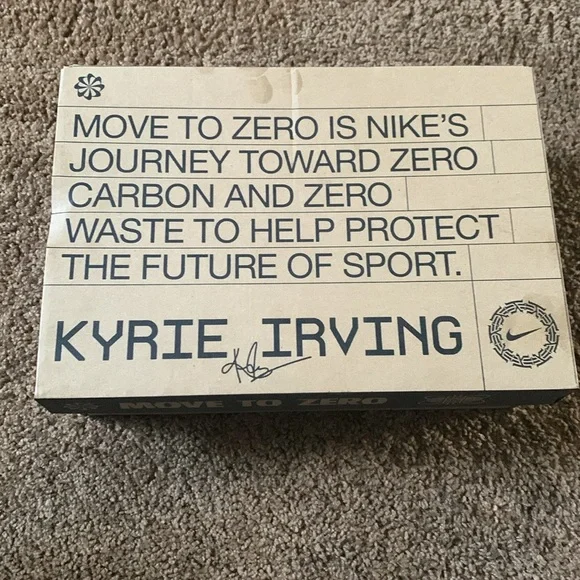 MOVE TO ZERO IS NIKE'S
JOURNEY TOWARD ZERO
CARBON AND ZERO
WASTE TO HELP PROTECT
THE FUTURE OF SPORT.
KYRIE IRVING
MOVE TO ZERO